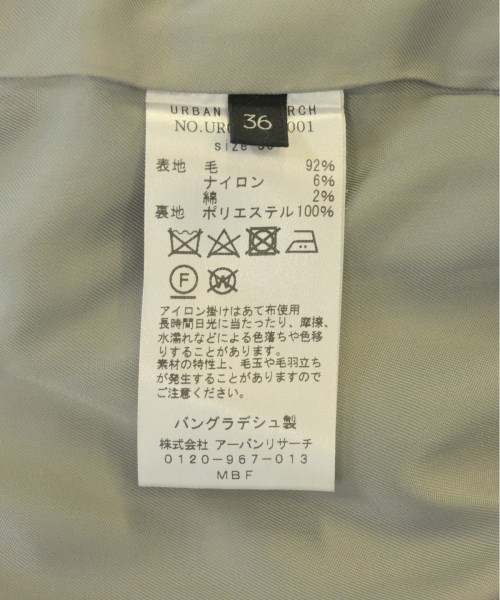 URBAN RCH
36
NO.UR 001
size
表地 毛 92%
ナイロン 6%
綿 2%
裏地 ポリエステル 100%
F
W
アイロン掛けはあて布使用
長時間日光に当たったり、摩擦、
水濡れなどによる色落ちや色移
りすることがあります。
素材の特性上、毛玉や毛羽立ち
が発生することがありますので
ご注意ください。
バングラデシュ製
株式会社 アーバンリサーチ
0120-967-013
MBF